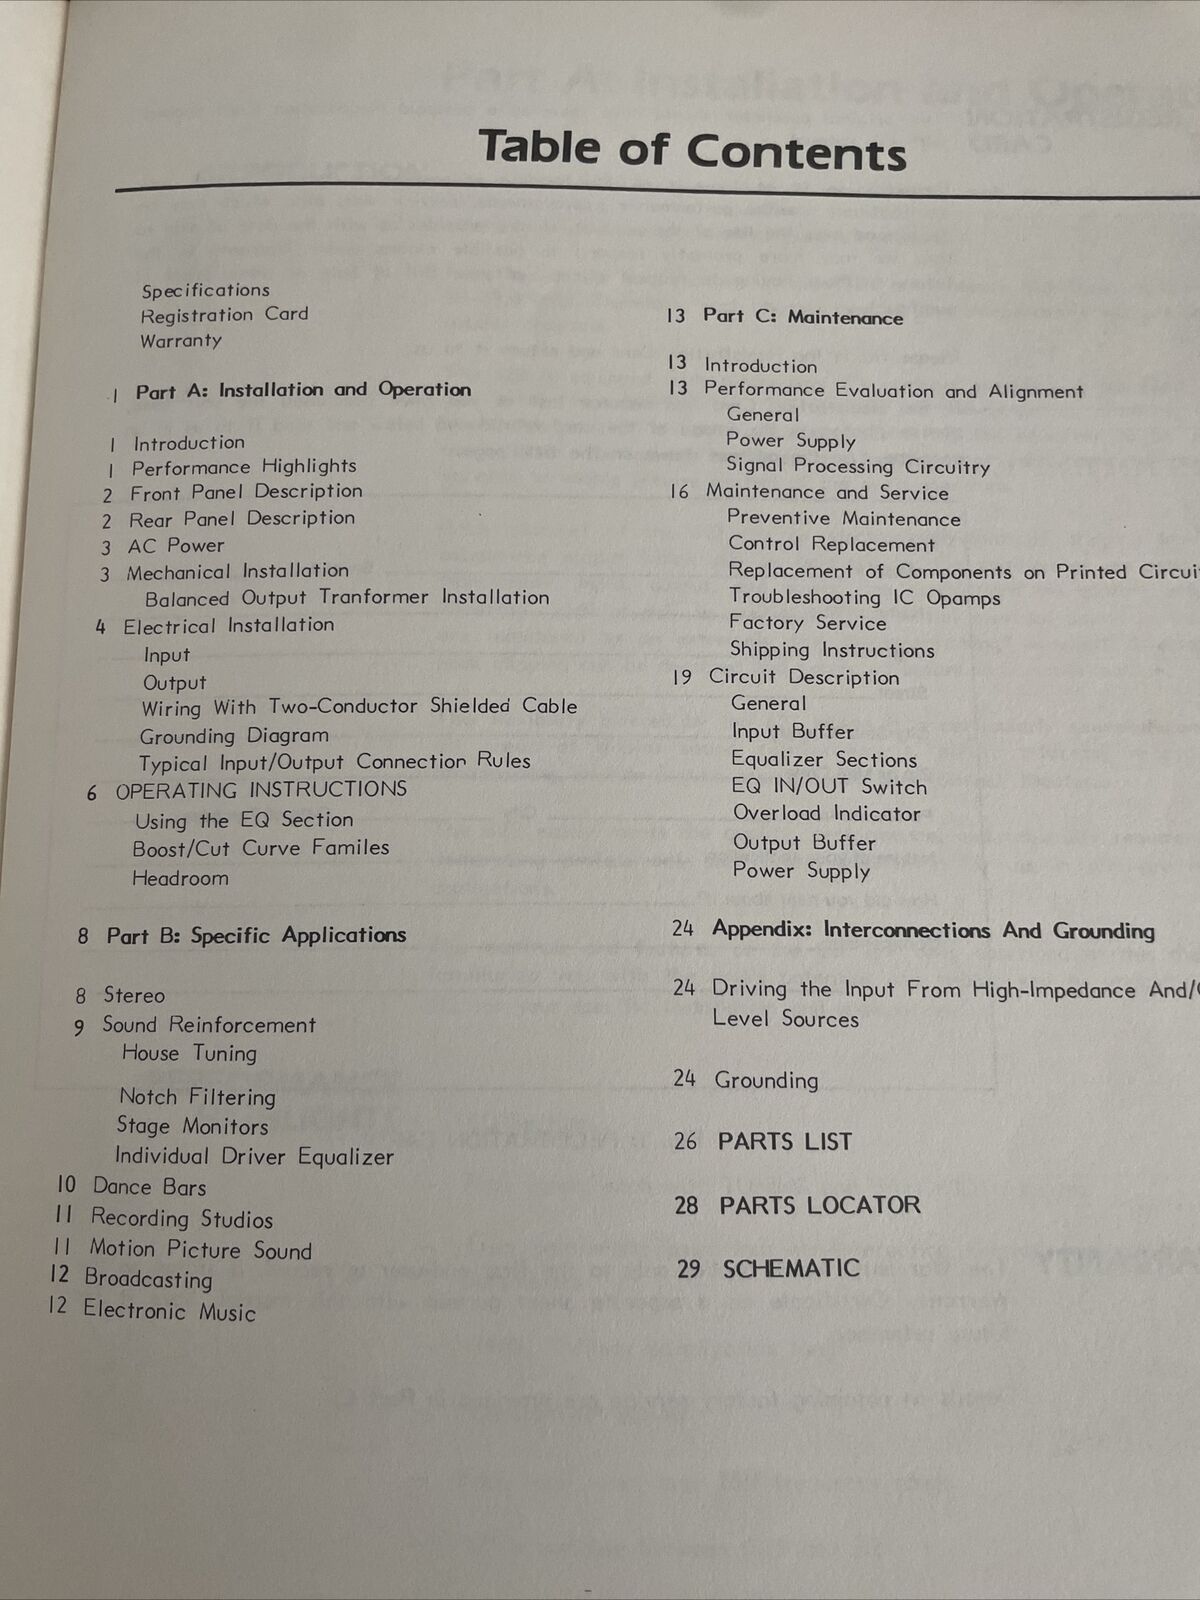 Table of Contents
Specifications
Registration Card
Warranty
1 Part A: Installation and Operation
1 Introduction
1 Performance Highlights
2 Front Panel Description
2 Rear Panel Description
3 AC Power
3 Mechanical Installation
Balanced Output Tranformer Installation
4 Electrical Installation
Input
Output
Wiring With Two-Conductor Shielded Cable
Grounding Diagram
Typical Input/Output Connection Rules
6 OPERATING INSTRUCTIONS
Using the EQ Section
Boost/Cut Curve Familes
Headroom
8 Part B: Specific Applications
8 Stereo
9 Sound Reinforcement
House Tuning
Notch Filtering
Stage Monitors
Individual Driver Equalizer
10 Dance Bars
11 Recording Studios
11 Motion Picture Sound
12 Broadcasting
12 Electronic Music
13 Part C: Maintenance
13 Introduction
13 Performance Evaluation and Alignment
General
Power Supply
Signal Processing Circuitry
16 Maintenance and Service
Preventive Maintenance
Control Replacement
Replacement of Components on Printed
Troubleshooting IC Opamps
Factory Service
Shipping Instructions
19 Circuit Description
General
Input Buffer
Equalizer Sections
EQ IN/OUT Switch
Overload Indicator
Output Buffer
Power Supply
24 Appendix: Interconnections And Grounding
24 Driving the Input From High-Impedance
Level Sources
24 Grounding
26 PARTS LIST
28 PARTS LOCATOR
29 SCHEMATIC